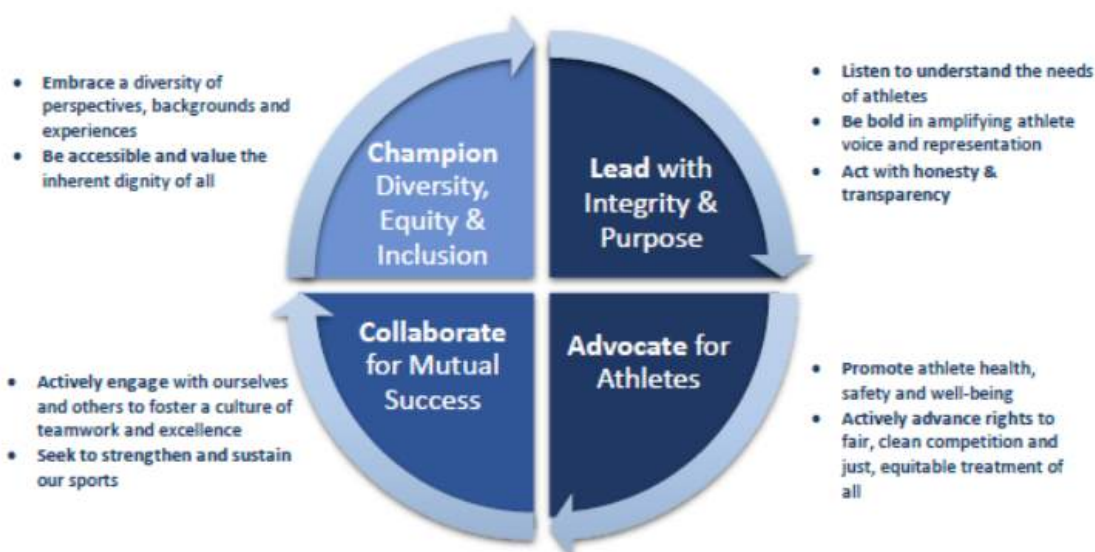 • Embrace a diversity of
perspectives, backgrounds and
experiences
• Be accessible and value the
inherent dignity of all
Champion
Diversity,
Equity &
Inclusion
Lead with
Integrity &
Purpose
• Listen to understand the needs
of athletes
• Be bold in amplifying athlete
voice and representation
• Act with honesty &
transparency
• Actively engage with ourselves
and others to foster a culture of
teamwork and excellence
• Seek to strengthen and sustain
our sports
Collaborate
for Mutual
Success
Advocate for
Athletes
• Promote athlete health,
safety and well-being
• Actively advance rights to
fair, clean competition and
just, equitable treatment of
all